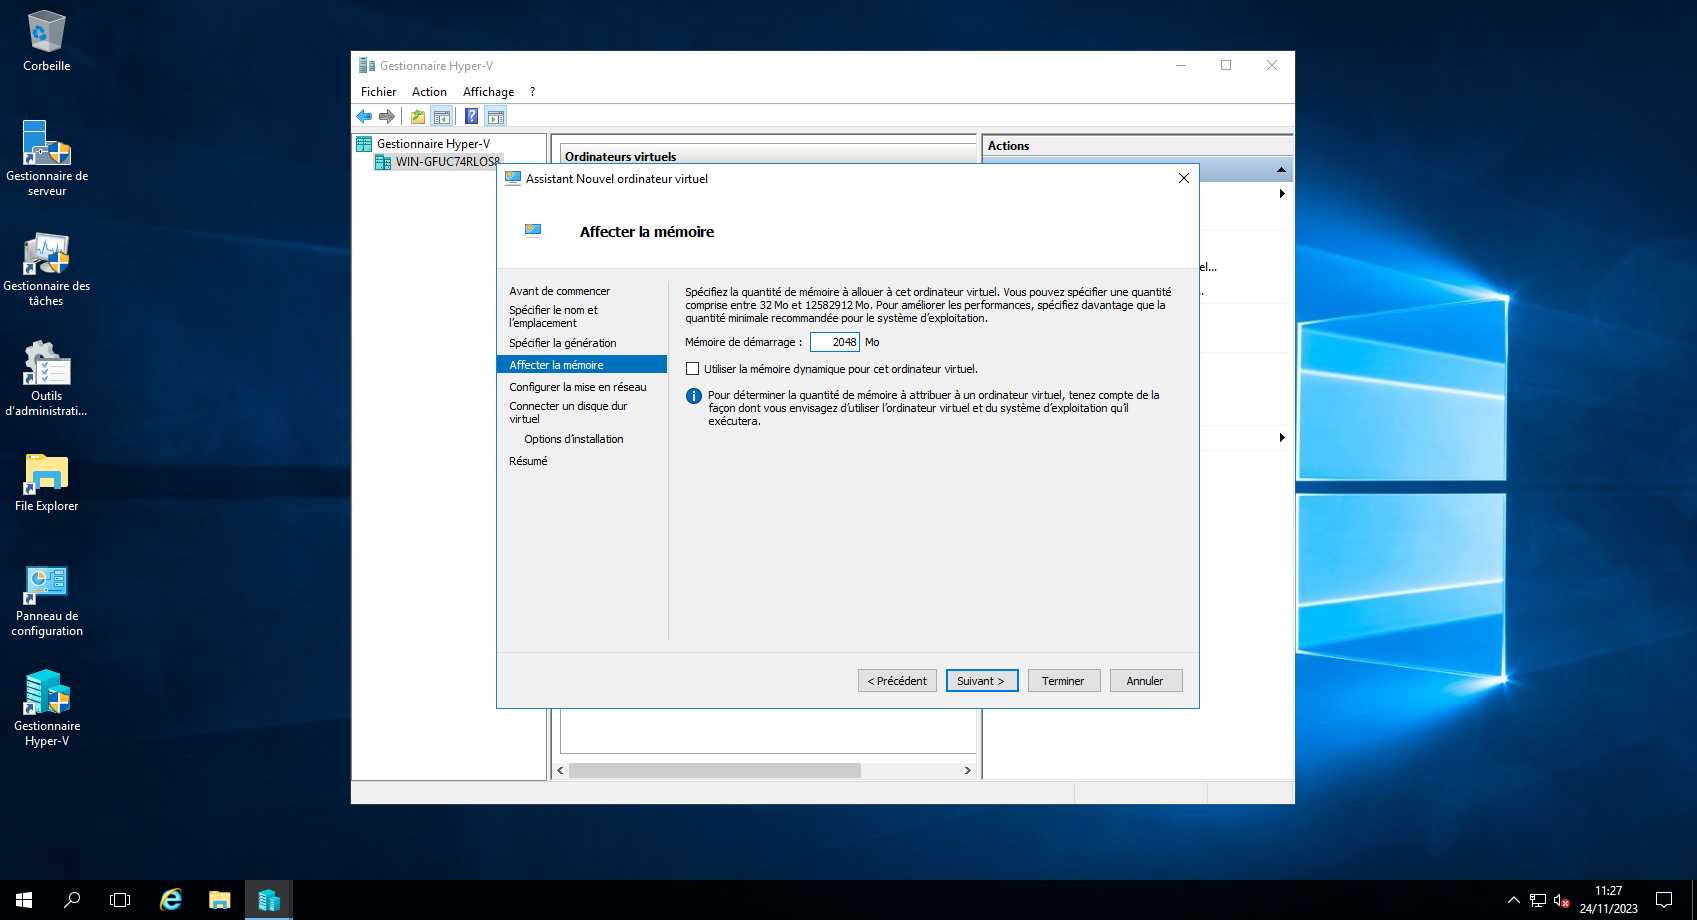 Corbeille
Gestionnaire de
serveur
Gestionnaire des
tâches
Outils
d'administrati...
File Explorer
Panneau de
configuration
Gestionnaire
Hyper-V
Gestionnaire Hyper-V
Fichier Action Affichage ?
Gestionnaire Hyper-V
WIN-GFUC74RLOS8
Ordinateurs virtuels
Actions
el...
.
Assistant Nouvel ordinateur virtuel
Affecter la mémoire
Avant de commencer
Spécifier le nom et
l'emplacement
Spécifier la génération
Affecter la mémoire
Configurer la mise en réseau
Connecter un disque dur
virtuel
Options d'installation
Résumé
Spécifiez la quantité de mémoire à allouer à cet ordinateur virtuel. Vous pouvez spécifier une quantité
comprise entre 32 Mo et 12582912 Mo. Pour améliorer les performances, spécifiez davantage que la
quantité minimale recommandée pour le système d'exploitation.
Mémoire de démarrage : 2048 Mo
Utiliser la mémoire dynamique pour cet ordinateur virtuel.
Pour déterminer la quantité de mémoire à attribuer à un ordinateur virtuel, tenez compte de la
façon dont vous envisagez d'utiliser l'ordinateur virtuel et du système d'exploitation qu'il
exécutera.
< Précédent Suivant > Terminer Annuler
11:27
24/11/2023